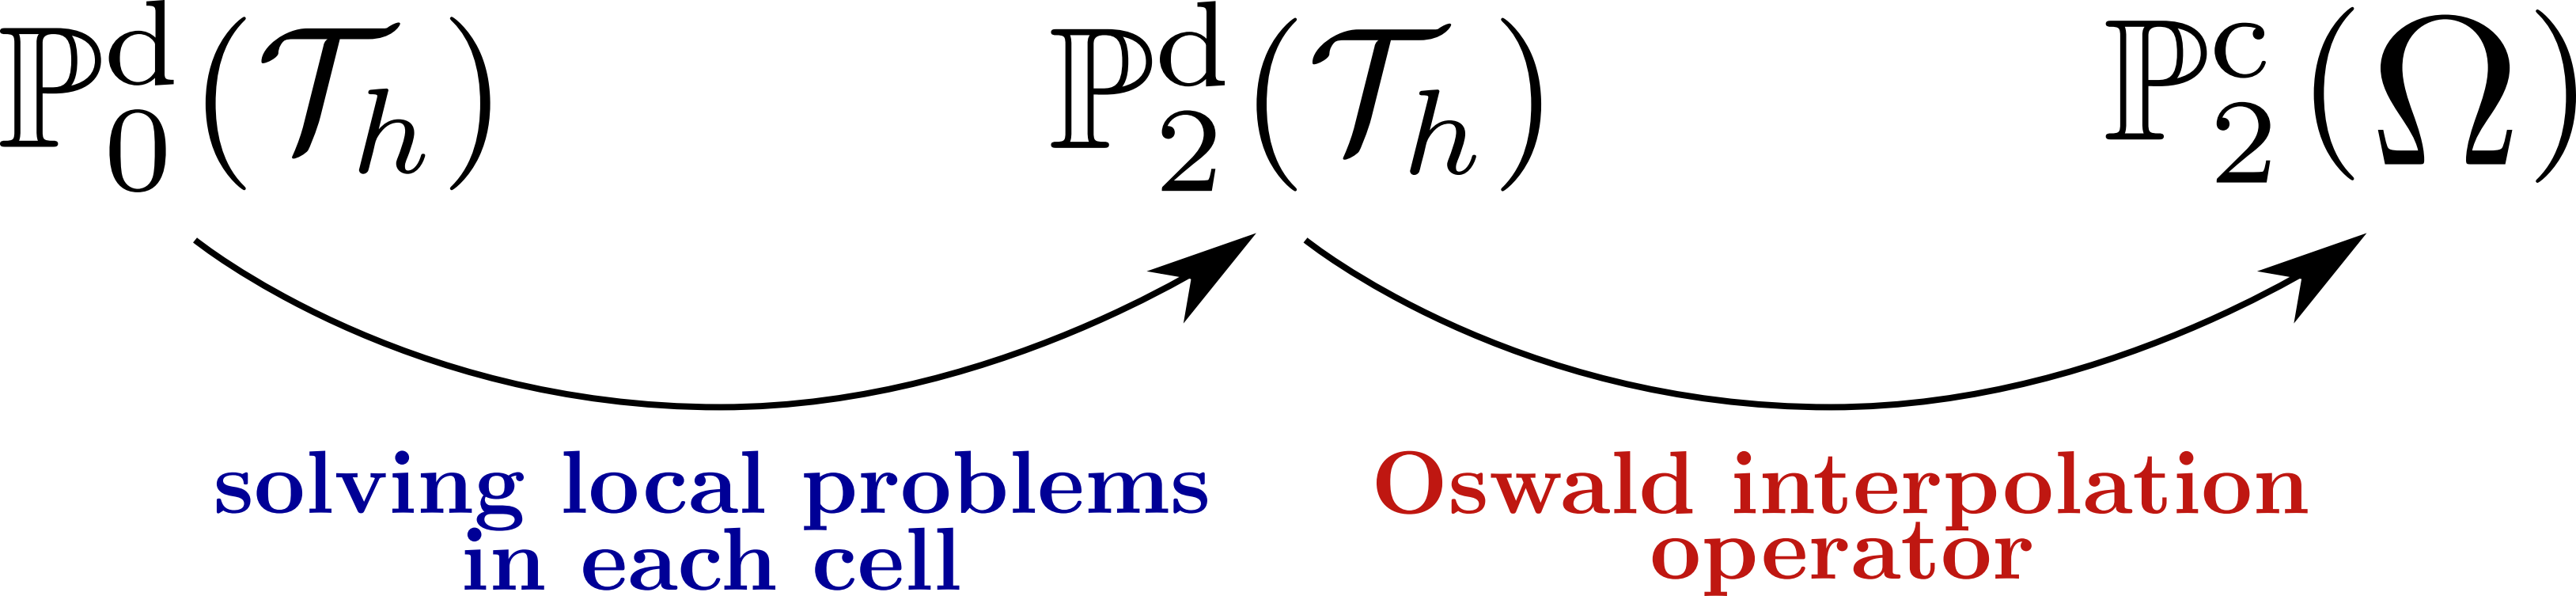 ℙ₀ᵈ(𝒯ₕ) ℙ₂ᵈ(𝒯ₕ) ℙ₂ᶜ(Ω)
solving local problems
in each cell
Oswald interpolation
operator